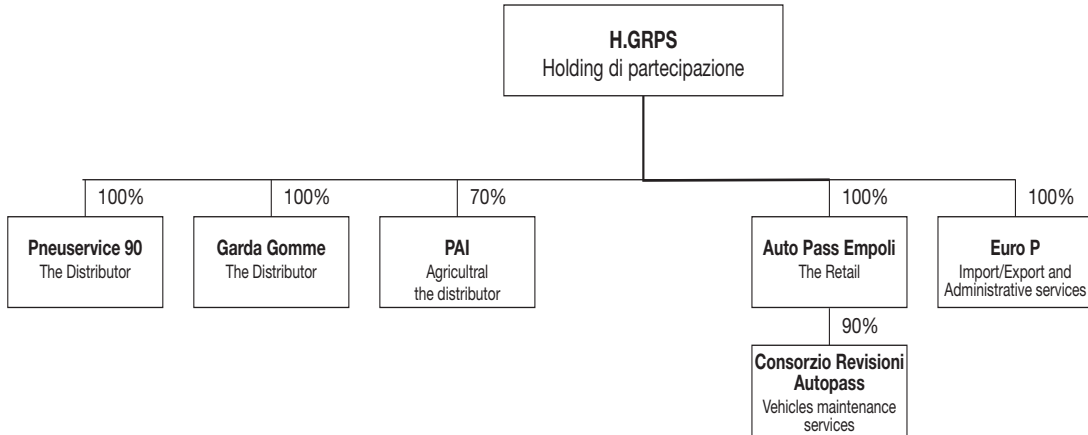 H.GRPS
Holding di partecipazione
100%
100%
70%
100%
100%
Pneuservice 90
The Distributor
Garda Gomme
The Distributor
PAI
Agricultral
the distributor
Auto Pass Empoli
The Retail
Euro P
Import/Export and
Administrative services
90%
Consorzio Revisioni
Autopass
Vehicles maintenance
services